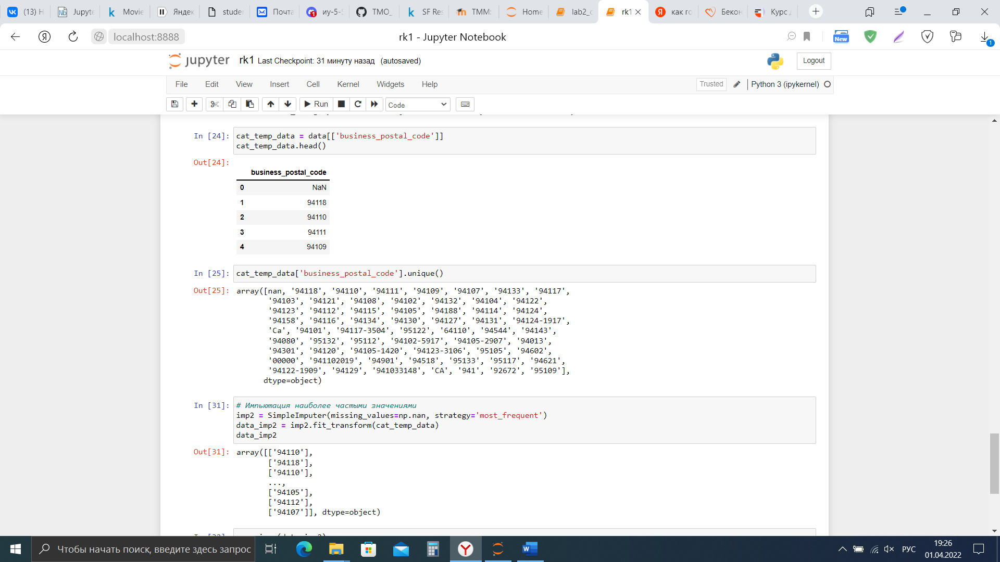 (13) Н
Jupyte
Movie
Яндек
studer
Почта
иу-5-5
TMO_
SF Res
TMM:
Home
lab2_c
rk1
как го
Бекон
Курс д
localhost:8888
rk1 - Jupyter Notebook
New
1
jupyter rk1 Last Checkpoint: 31 минуту назад (autosaved)
Logout
File Edit View Insert Cell Kernel Widgets Help
Trusted
Python 3 (ipykernel)
Run
Code
In [24]: cat_temp_data = data[['business_postal_code']]
cat_temp_data.head()
Out[24]:
business_postal_code
0 NaN
1 94118
2 94110
3 94111
4 94109
In [25]: cat_temp_data['business_postal_code'].unique()
Out[25]: array([nan, '94118', '94110', '94111', '94109', '94107', '94133', '94117',
'94103', '94121', '94108', '94102', '94132', '94104', '94122',
'94123', '94112', '94115', '94105', '94188', '94114', '94124',
'94158', '94116', '94134', '94130', '94127', '94131', '94124-1917',
'Ca', '94101', '94117-3504', '95122', '64110', '94544', '94143',
'94080', '95132', '95112', '94102-5917', '94105-2907', '94013',
'94301', '94120', '94105-1420', '94123-3106', '95105', '94602',
'00000', '941102019', '94901', '94518', '95133', '95117', '94621',
'94122-1909', '94129', '941033148', 'CA', '941', '92672', '95109'],
dtype=object)
In [31]: # Импьютация наиболее частыми значениями
imp2 = SimpleImputer(missing_values=np.nan, strategy='most_frequent')
data_imp2 = imp2.fit_transform(cat_temp_data)
data_imp2
Out[31]: array([['94110'],
['94118'],
['94110'],
...,
['94105'],
['94112'],
['94107']], dtype=object)
Чтобы начать поиск, введите здесь запрос
РУС
19:26
01.04.2022